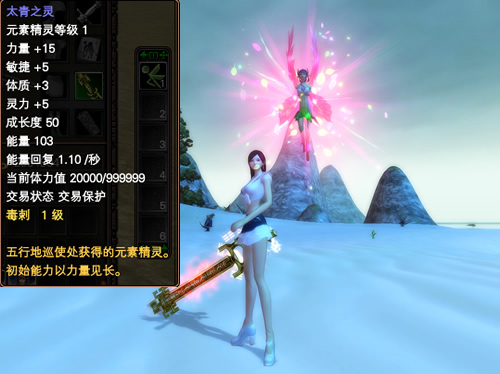 太青之灵
元素精灵等级 1
力量 +15
敏捷 +5
体质 +3
灵力 +5
成长度 50
能量 103
能量回复 1.10 /秒
当前体力值 20000/999999
交易状态 交易保护
毒刺 1 级
五行地巡使处获得的元素精灵。
初始能力以力量见长。
1
2
3
4
5
6